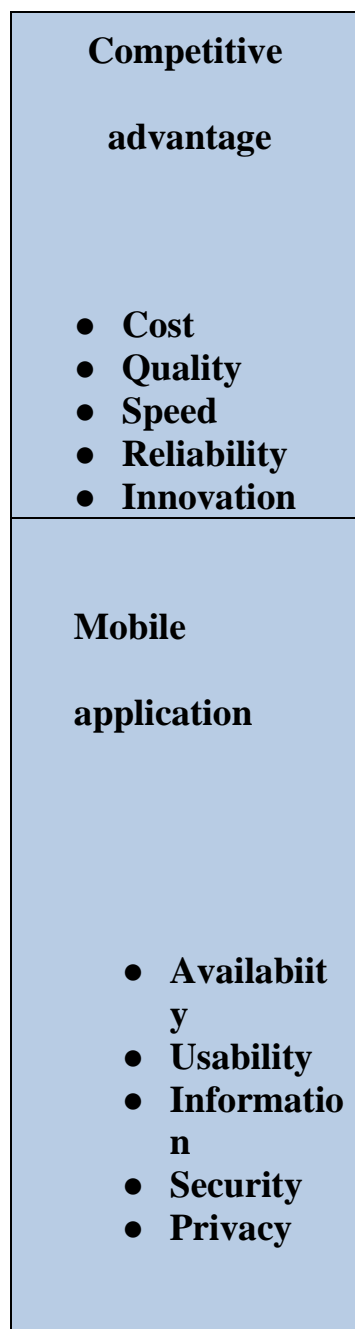 Competitive
advantage
● Cost
● Quality
● Speed
● Reliability
● Innovation
Mobile
application
● Availabiit
y
● Usability
● Informatio
n
● Security
● Privacy